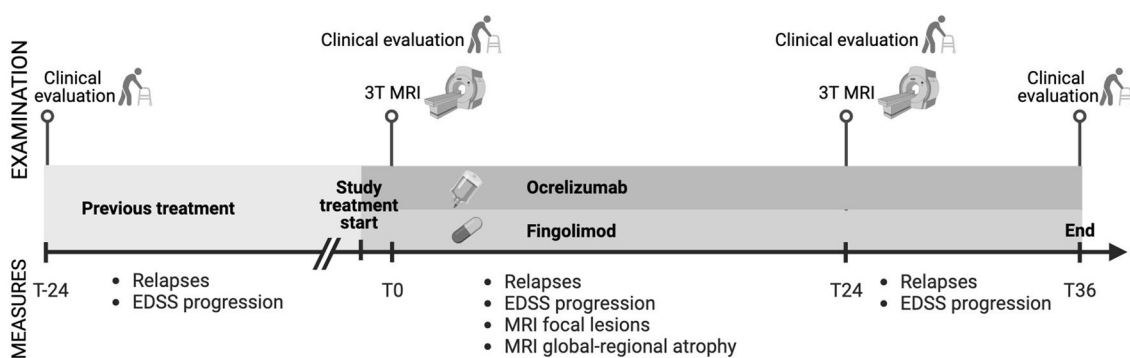 EXAMINATION
Clinical
evaluation
Clinical evaluation
3T MRI
Clinical evaluation
3T MRI
Clinical
evaluation
Previous treatment
Study
treatment
start
Ocrelizumab
Fingolimod
End
MEASURES
T-24
• Relapses
• EDSS progression
T0
• Relapses
• EDSS progression
• MRI focal lesions
• MRI global-regional atrophy
T24
• Relapses
• EDSS progression
T36